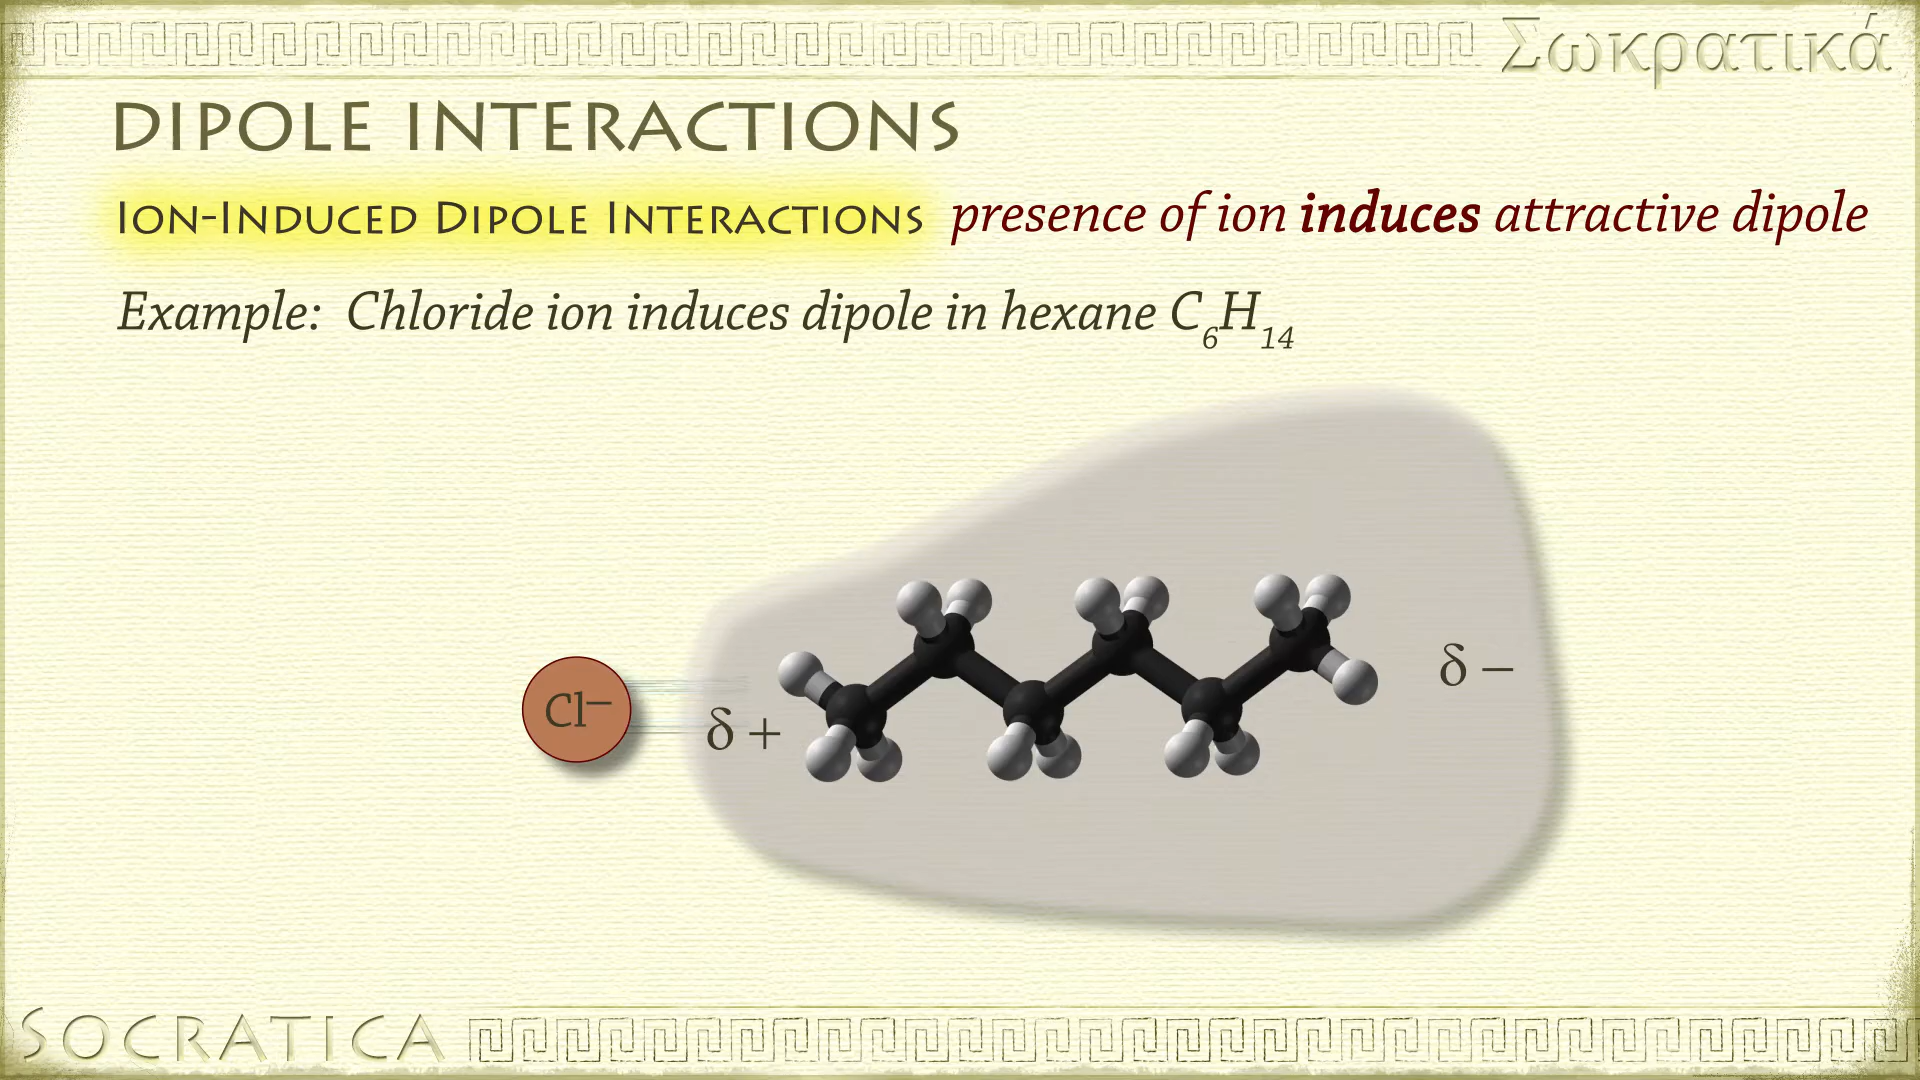 Σωκρατικά
DIPOLE INTERACTIONS
ION-INDUCED DIPOLE INTERACTIONS presence of ion induces attractive dipole
Example: Chloride ion induces dipole in hexane C₆H₁₄
δ −
Cl⁻
δ +
SOCRATICA